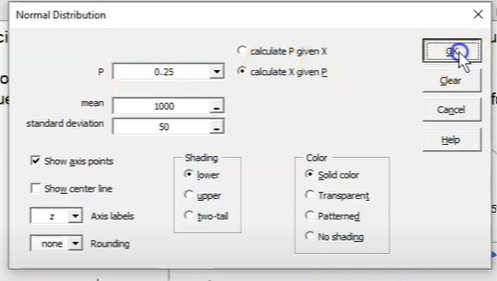 Normal Distribution
calculate P given X
P 0.25 calculate X given P
OK
Clear
Cancel
Help
mean 1000
standard deviation 50
Show axis points
Show center line
z Axis labels
none Rounding
Shading
lower
upper
two-tail
Color
Solid color
Transparent
Patterned
No shading